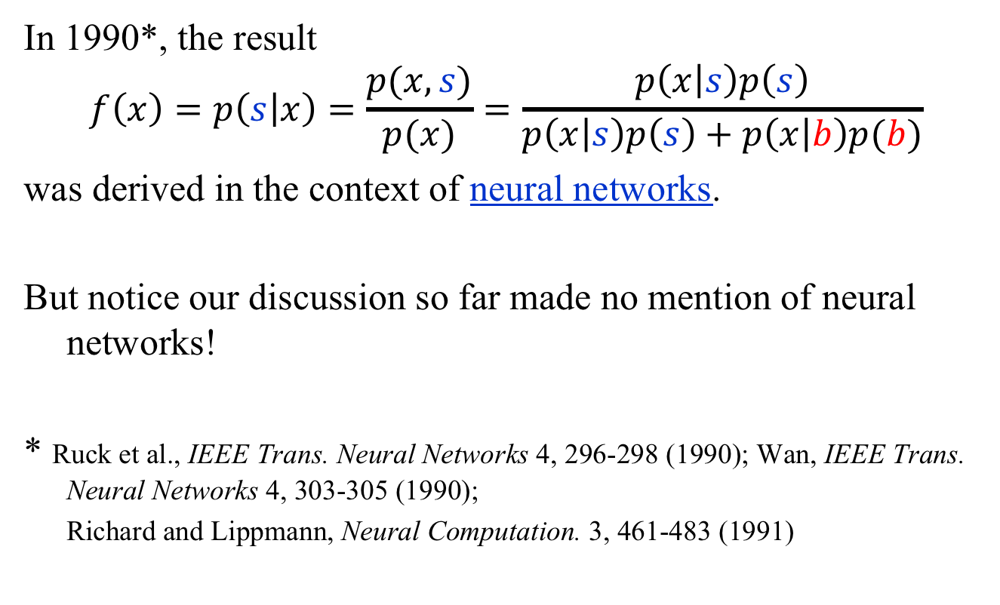 In 1990*, the result
f(x) = p(s|x) = p(x, s) / p(x) = p(x|s)p(s) / (p(x|s)p(s) + p(x|b)p(b))
was derived in the context of neural networks.
But notice our discussion so far made no mention of neural
networks!
* Ruck et al., IEEE Trans. Neural Networks 4, 296-298 (1990); Wan, IEEE Trans.
Neural Networks 4, 303-305 (1990);
Richard and Lippmann, Neural Computation. 3, 461-483 (1991)